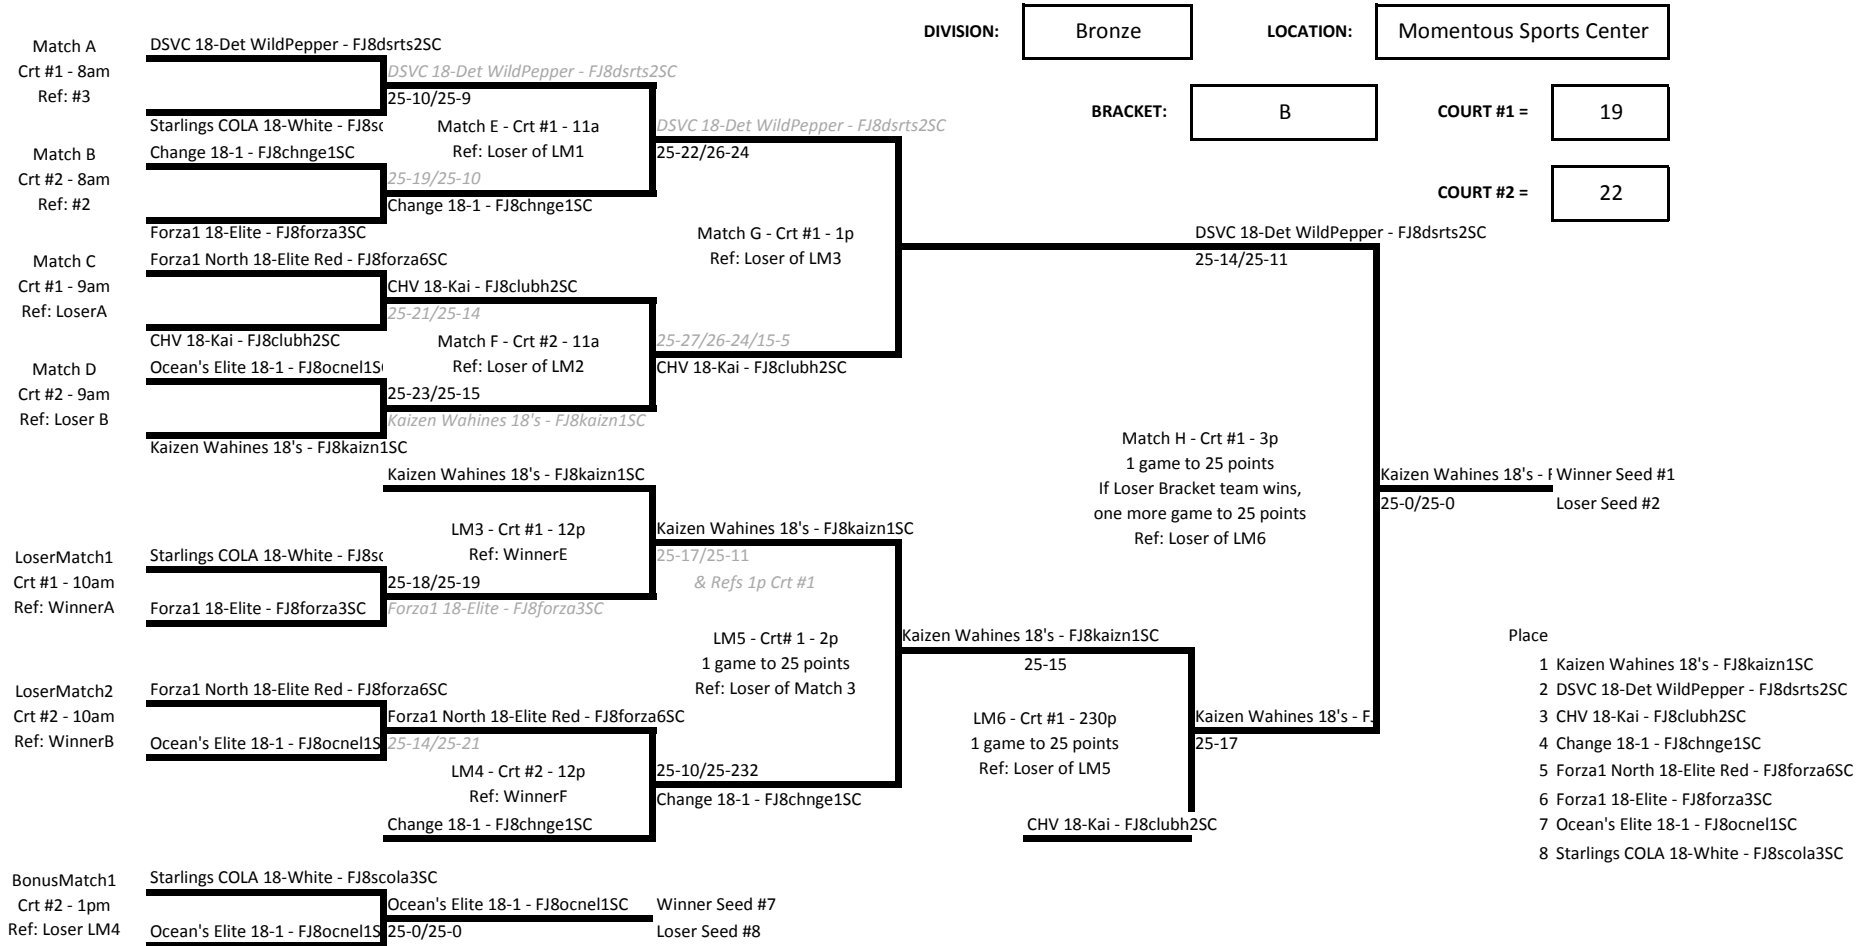 DIVISION: Bronze LOCATION: Momentous Sports Center
BRACKET: B COURT #1 = 19
COURT #2 = 22
Match A
Crt #1 - 8am
Ref: #3
DSVC 18-Det WildPepper - FJ8dsrts2SC
Starlings COLA 18-White - FJ8sc
Match B
Crt #2 - 8am
Ref: #2
Change 18-1 - FJ8chnge1SC
Forza1 18-Elite - FJ8forza3SC
Match C
Crt #1 - 9am
Ref: LoserA
Forza1 North 18-Elite Red - FJ8forza6SC
CHV 18-Kai - FJ8clubh2SC
Match D
Crt #2 - 9am
Ref: Loser B
Ocean's Elite 18-1 - FJ8ocnel1S
Kaizen Wahines 18's - FJ8kaizn1SC
DSVC 18-Det WildPepper - FJ8dsrts2SC
25-10/25-9
Match E - Crt #1 - 11a
Ref: Loser of LM1
25-19/25-10
Change 18-1 - FJ8chnge1SC
CHV 18-Kai - FJ8clubh2SC
25-21/25-14
Match F - Crt #2 - 11a
Ref: Loser of LM2
25-23/25-15
Kaizen Wahines 18's - FJ8kaizn1SC
DSVC 18-Det WildPepper - FJ8dsrts2SC
25-22/26-24
Match G - Crt #1 - 1p
Ref: Loser of LM3
25-27/26-24/15-5
CHV 18-Kai - FJ8clubh2SC
DSVC 18-Det WildPepper - FJ8dsrts2SC
25-14/25-11
Match H - Crt #1 - 3p
1 game to 25 points
If Loser Bracket team wins,
one more game to 25 points
Ref: Loser of LM6
Kaizen Wahines 18's - F Winner Seed #1
25-0/25-0 Loser Seed #2
LoserMatch1
Crt #1 - 10am
Ref: WinnerA
Starlings COLA 18-White - FJ8sc
Forza1 18-Elite - FJ8forza3SC
LoserMatch2
Crt #2 - 10am
Ref: WinnerB
Forza1 North 18-Elite Red - FJ8forza6SC
Ocean's Elite 18-1 - FJ8ocnel1S
Kaizen Wahines 18's - FJ8kaizn1SC
LM3 - Crt #1 - 12p
Ref: WinnerE
25-18/25-19
Forza1 18-Elite - FJ8forza3SC
Forza1 North 18-Elite Red - FJ8forza6SC
25-14/25-21
LM4 - Crt #2 - 12p
Ref: WinnerF
Change 18-1 - FJ8chnge1SC
Kaizen Wahines 18's - FJ8kaizn1SC
25-17/25-11
& Refs 1p Crt #1
LM5 - Crt# 1 - 2p
1 game to 25 points
Ref: Loser of Match 3
25-10/25-232
Change 18-1 - FJ8chnge1SC
Kaizen Wahines 18's - FJ8kaizn1SC
25-15
LM6 - Crt #1 - 230p
1 game to 25 points
Ref: Loser of LM5
CHV 18-Kai - FJ8clubh2SC
Kaizen Wahines 18's - FJ
25-17
Place
1 Kaizen Wahines 18's - FJ8kaizn1SC
2 DSVC 18-Det WildPepper - FJ8dsrts2SC
3 CHV 18-Kai - FJ8clubh2SC
4 Change 18-1 - FJ8chnge1SC
5 Forza1 North 18-Elite Red - FJ8forza6SC
6 Forza1 18-Elite - FJ8forza3SC
7 Ocean's Elite 18-1 - FJ8ocnel1SC
8 Starlings COLA 18-White - FJ8scola3SC
BonusMatch1
Crt #2 - 1pm
Ref: Loser LM4
Starlings COLA 18-White - FJ8scola3SC
Ocean's Elite 18-1 - FJ8ocnel1S
Ocean's Elite 18-1 - FJ8ocnel1SC Winner Seed #7
25-0/25-0 Loser Seed #8